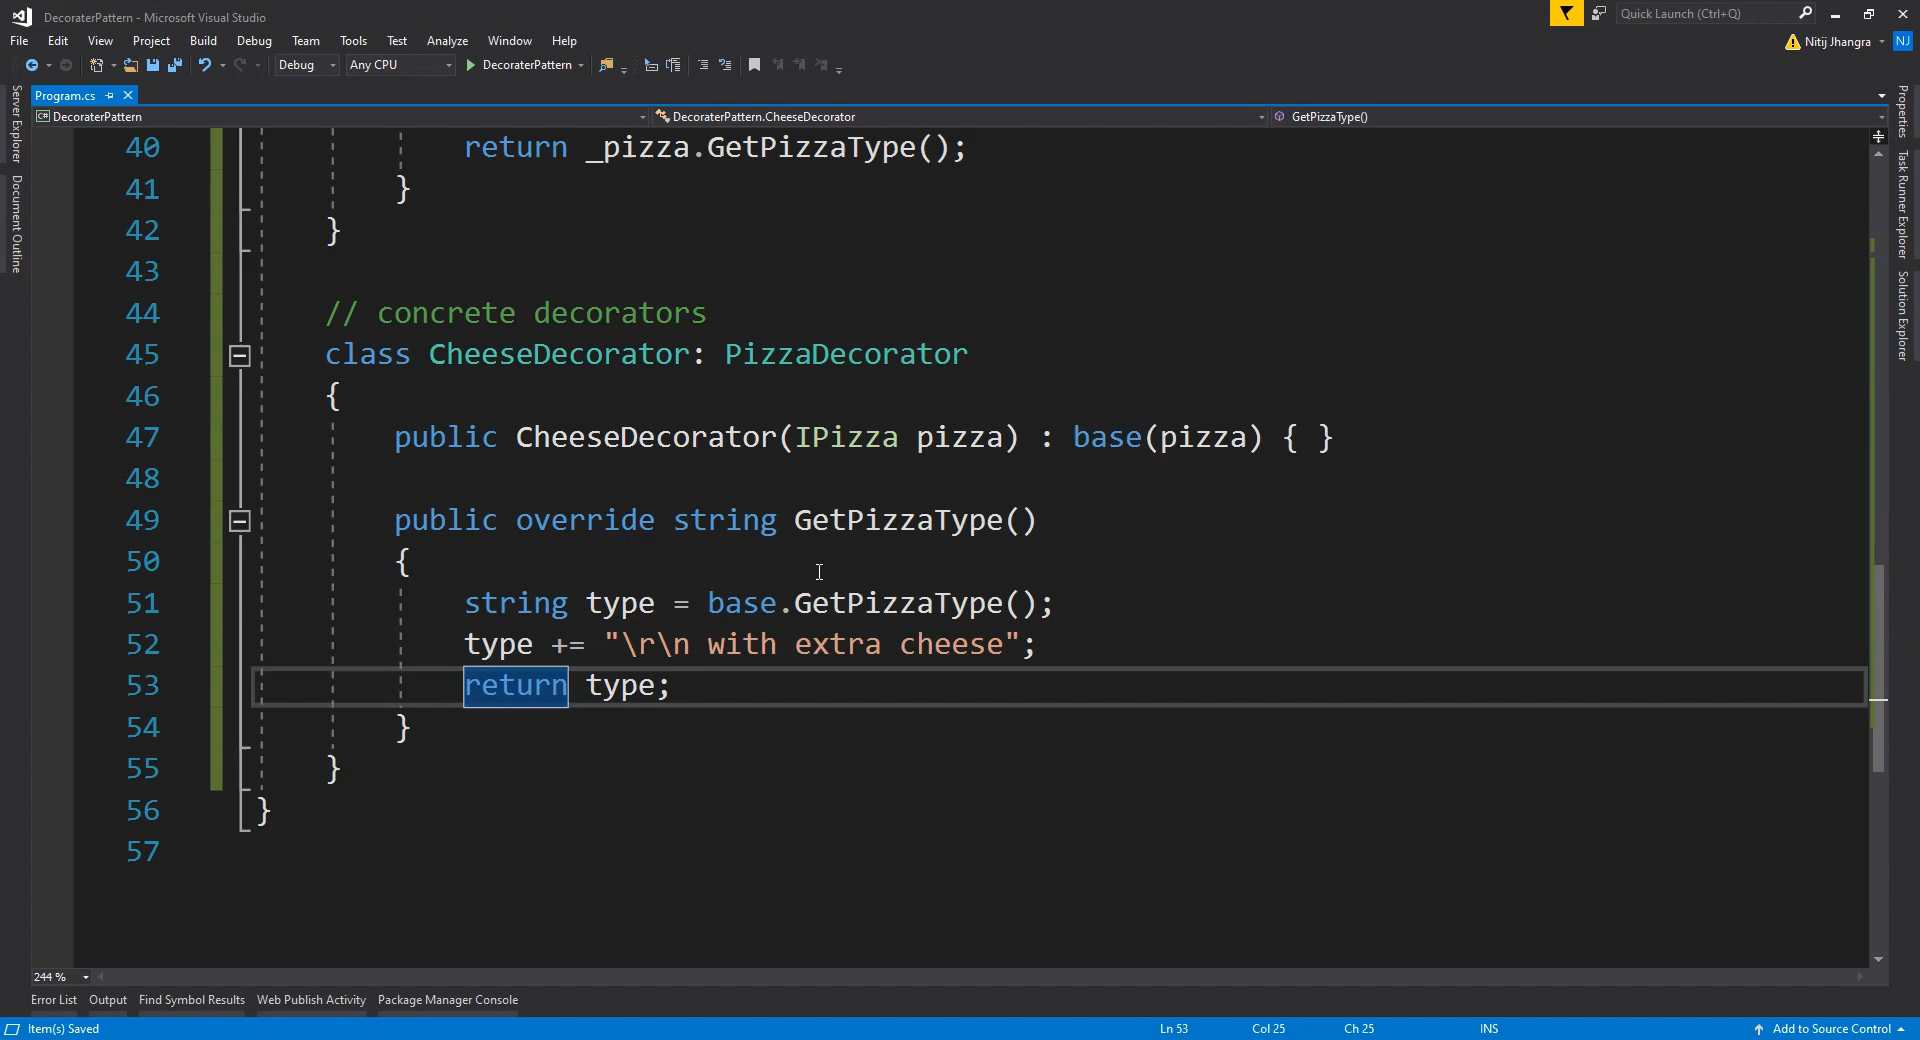 DecoraterPattern - Microsoft Visual Studio
Quick Launch (Ctrl+Q)
File Edit View Project Build Debug Team Tools Test Analyze Window Help
Nitij Jhangra NJ
Debug Any CPU DecoraterPattern
Program.cs
C# DecoraterPattern DecoraterPattern.CheeseDecorator GetPizzaType()
Server Explorer
Document Outline
Properties
Task Runner Explorer
Solution Explorer
40 return _pizza.GetPizzaType();
41 }
42 }
43
44 // concrete decorators
45 class CheeseDecorator: PizzaDecorator
46 {
47 public CheeseDecorator(IPizza pizza) : base(pizza) { }
48
49 public override string GetPizzaType()
50 {
51 string type = base.GetPizzaType();
52 type += "\r\n with extra cheese";
53 return type;
54 }
55 }
56 }
57
244 %
Error List Output Find Symbol Results Web Publish Activity Package Manager Console
Item(s) Saved Ln 53 Col 25 Ch 25 INS Add to Source Control